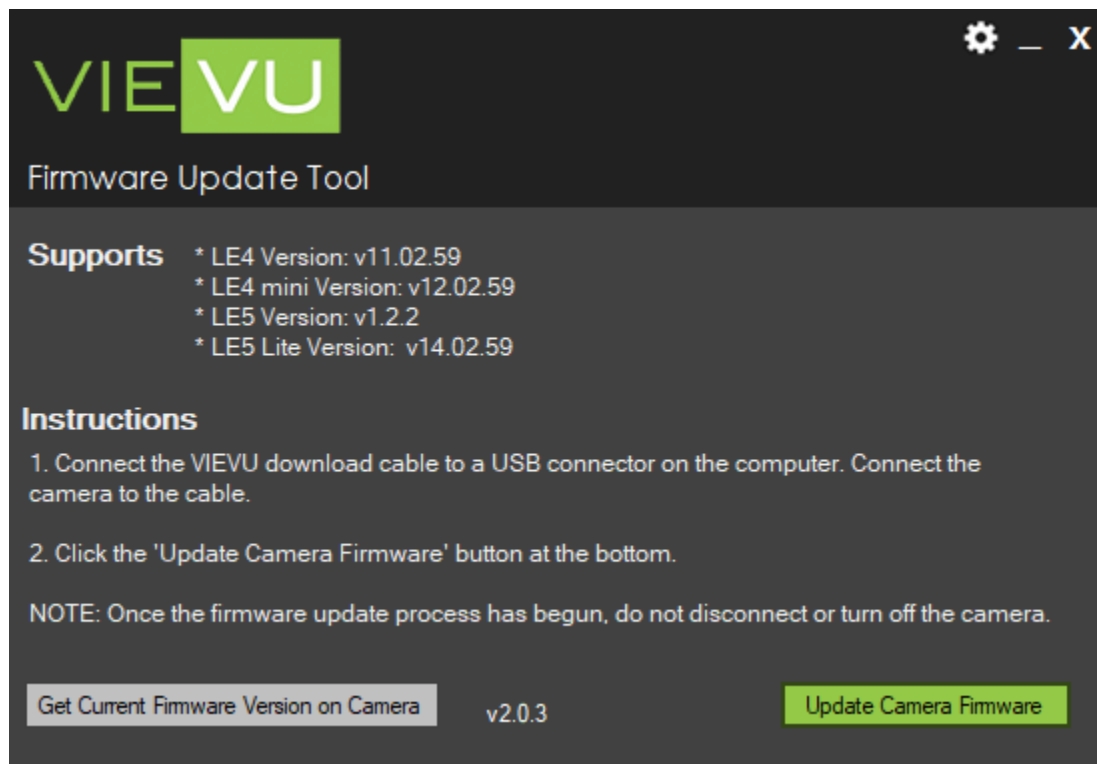 VIEVU
_ X
Firmware Update Tool
Supports
* LE4 Version: v11.02.59
* LE4 mini Version: v12.02.59
* LE5 Version: v1.2.2
* LE5 Lite Version:  v14.02.59
Instructions
1. Connect the VIEVU download cable to a USB connector on the computer. Connect the
camera to the cable.
2. Click the 'Update Camera Firmware' button at the bottom.
NOTE: Once the firmware update process has begun, do not disconnect or turn off the camera.
Get Current Firmware Version on Camera
v2.0.3
Update Camera Firmware